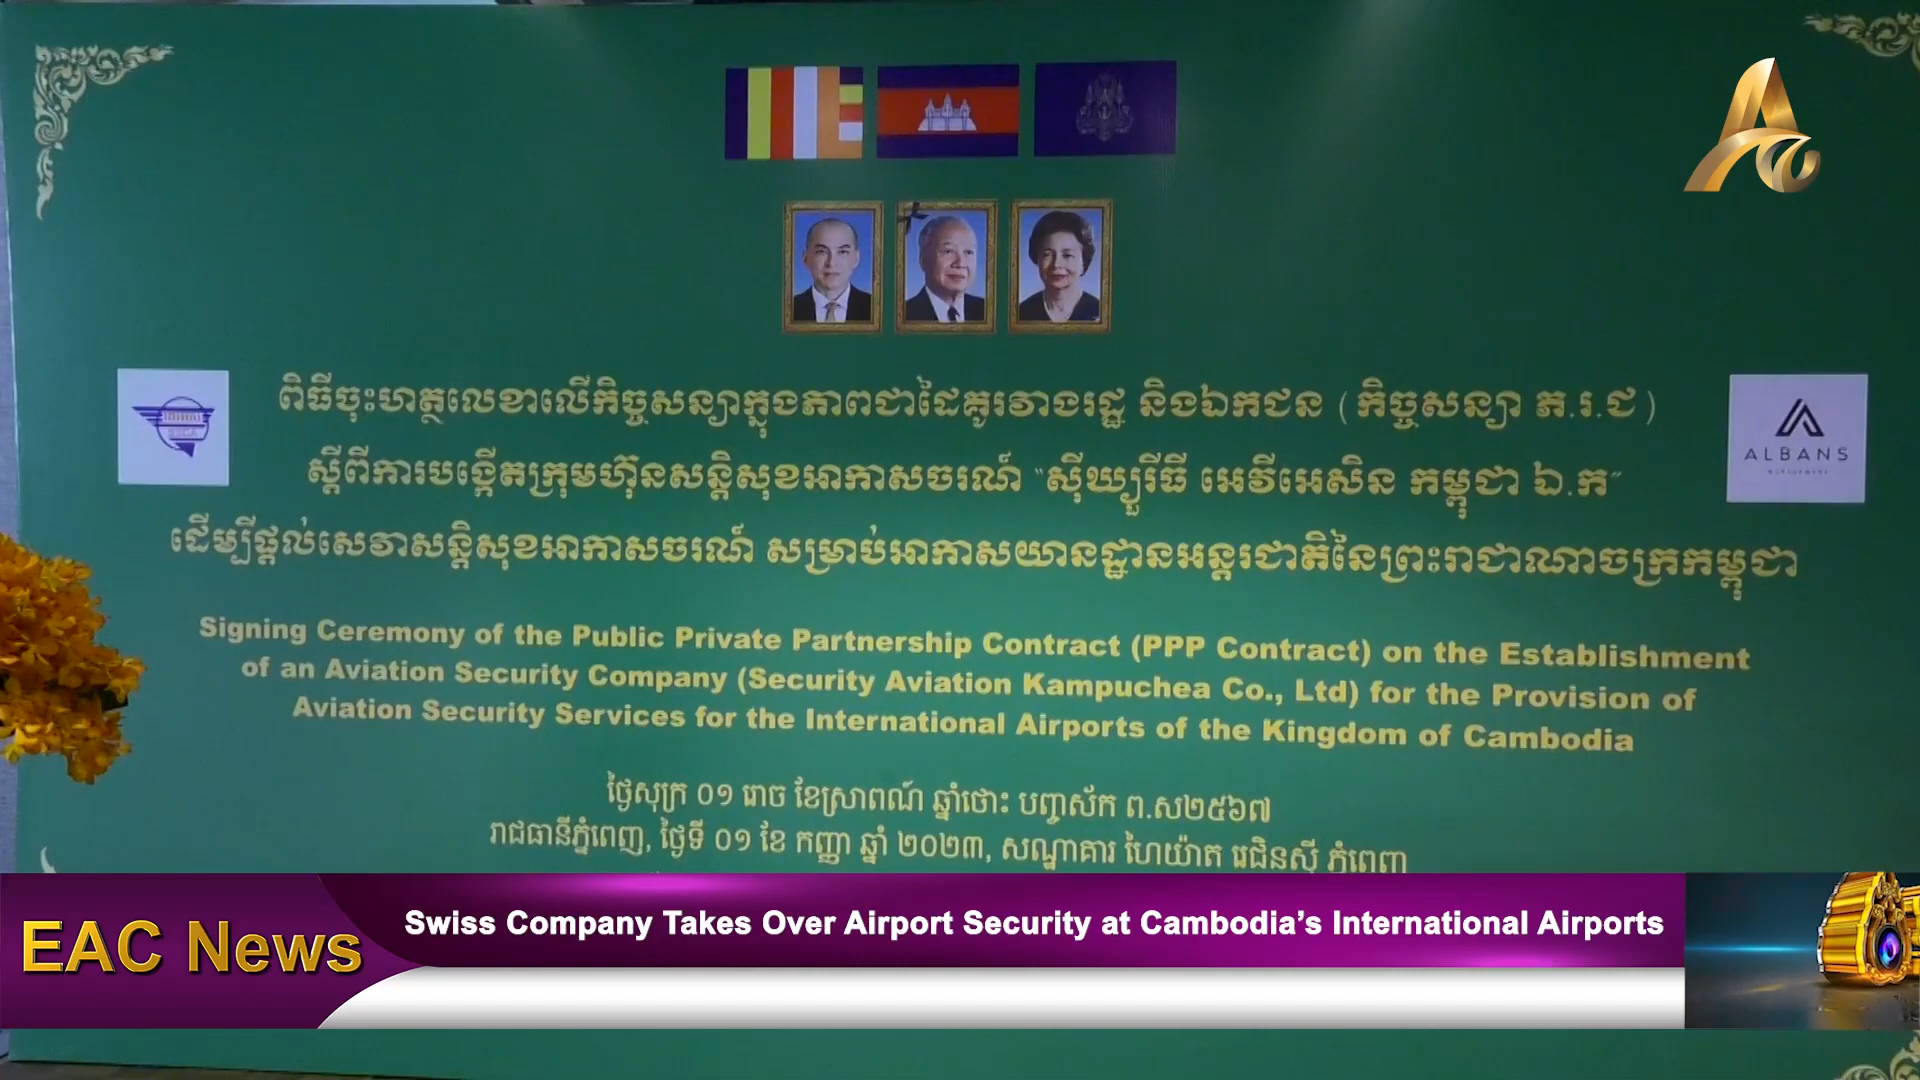 ពិធីចុះហត្ថលេខាលើកិច្ចសន្យាក្នុងភាពជាដៃគូរវាងរដ្ឋ និងឯកជន ( កិច្ចសន្យា ភ.រ.ជ )
ស្តីពីការបង្កើតក្រុមហ៊ុនសន្តិសុខអាកាសចរណ៍ "ស៊ីឃ្យួរីធី អេវីអេសិន កម្ពុជា ឯ.ក"
ALBANS
ដើម្បីផ្តល់សេវាសន្តិសុខអាកាសចរណ៍ សម្រាប់អាកាសយានដ្ឋានអន្តរជាតិនៃព្រះរាជាណាចក្រកម្ពុជា
Signing Ceremony of the Public Private Partnership Contract (PPP Contract) on the Establishment
of an Aviation Security Company (Security Aviation Kampuchea Co., Ltd) for the Provision of
Aviation Security Services for the International Airports of the Kingdom of Cambodia
ថ្ងៃសុក្រ ០១ រោច ខែស្រាពណ៍ ឆ្នាំថោះ បញ្ចស័ក ព.ស២៥៦៧
រាជធានីភ្នំពេញ, ថ្ងៃទី ០១ ខែ កញ្ញា ឆ្នាំ ២០២៣, សណ្ឋាគារ ហៃយ៉ាត រេជិនស៊ី ភ្នំពេញ
EAC News
Swiss Company Takes Over Airport Security at Cambodia’s International Airports